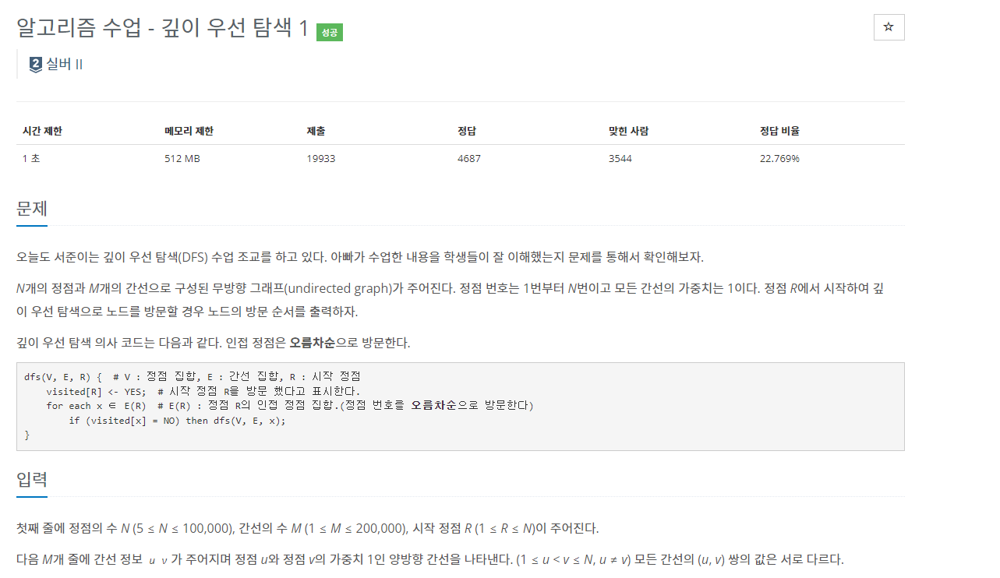 알고리즘 수업 - 깊이 우선 탐색 1 성공
☆
2 실버 II
시간 제한 메모리 제한 제출 정답 맞힌 사람 정답 비율
1 초 512 MB 19933 4687 3544 22.769%
문제
오늘도 서준이는 깊이 우선 탐색(DFS) 수업 조교를 하고 있다. 아빠가 수업한 내용을 학생들이 잘 이해했는지 문제를 통해서 확인해보자.
N개의 정점과 M개의 간선으로 구성된 무방향 그래프(undirected graph)가 주어진다. 정점 번호는 1번부터 N번이고 모든 간선의 가중치는 1이다. 정점 R에서 시작하여 깊
이 우선 탐색으로 노드를 방문할 경우 노드의 방문 순서를 출력하자.
깊이 우선 탐색 의사 코드는 다음과 같다. 인접 정점은 오름차순으로 방문한다.
dfs(V, E, R) {  # V : 정점 집합, E : 간선 집합, R : 시작 정점
    visited[R] <- YES;  # 시작 정점 R을 방문 했다고 표시한다.
    for each x ∈ E(R)  # E(R) : 정점 R의 인접 정점 집합.(정점 번호를 오름차순으로 방문한다)
        if (visited[x] = NO) then dfs(V, E, x);
}
입력
첫째 줄에 정점의 수 N (5 ≤ N ≤ 100,000), 간선의 수 M (1 ≤ M ≤ 200,000), 시작 정점 R (1 ≤ R ≤ N)이 주어진다.
다음 M개 줄에 간선 정보 u v가 주어지며 정점 u와 정점 v의 가중치 1인 양방향 간선을 나타낸다. (1 ≤ u < v ≤ N, u ≠ v) 모든 간선의 (u, v) 쌍의 값은 서로 다르다.